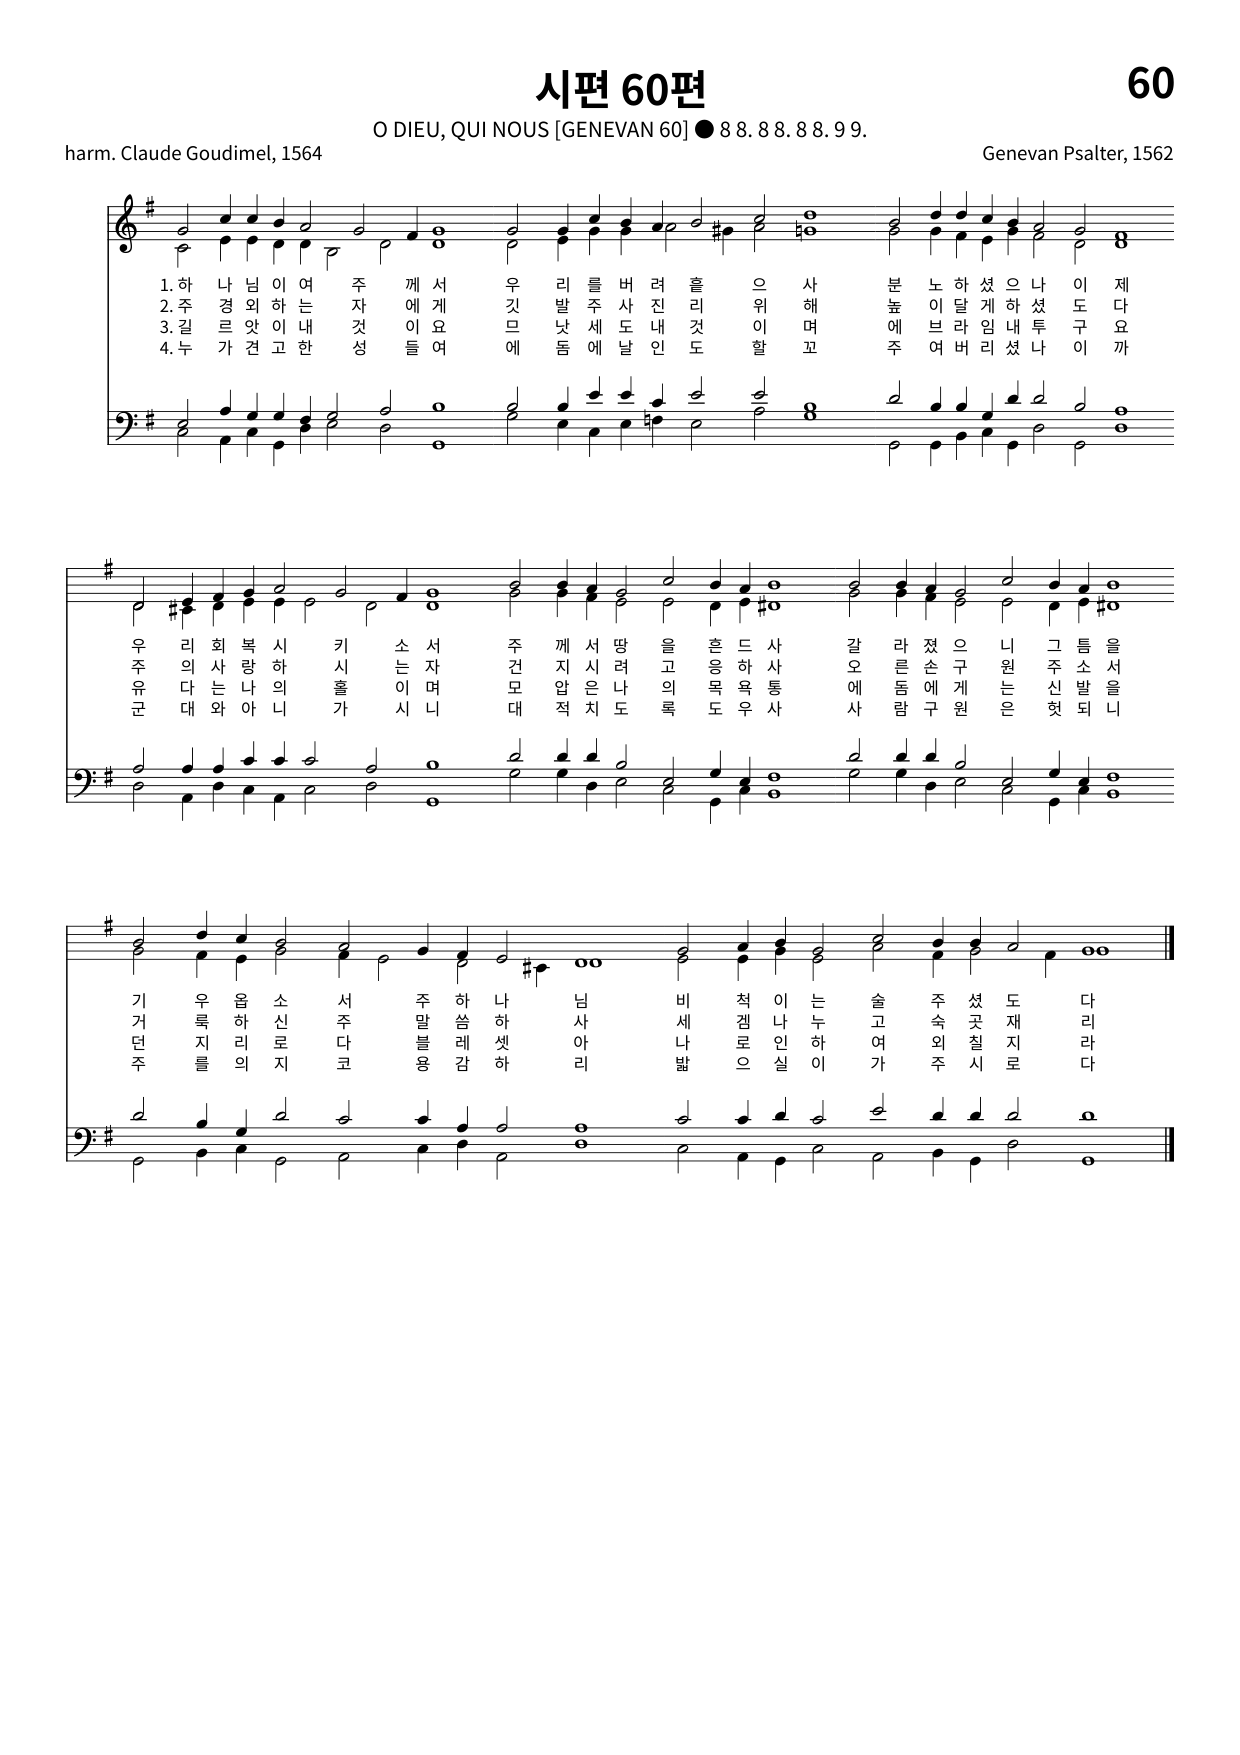 60
시편 60편
O DIEU, QUI NOUS [GENEVAN 60] ● 8 8. 8 8. 8 8. 9 9.
harm. Claude Goudimel, 1564 Genevan Psalter, 1562
1. 하 나 님 이 여 주 께 서 우 리 를 버 려 흩 으 사 분 노 하 셨 으 나 이 제
2. 주 경 외 하 는 자 에 게 깃 발 주 사 진 리 위 해 높 이 달 게 하 셨 도 다
3. 길 르 앗 이 내 것 이 요 므 낫 세 도 내 것 이 며 에 브 라 임 내 투 구 요
4. 누 가 견 고 한 성 들 여 에 돔 에 날 인 도 할 꼬 주 여 버 리 셨 나 이 까
우 리 회 복 시 키 소 서 주 께 서 땅 을 흔 드 사 갈 라 졌 으 니 그 틈 을
주 의 사 랑 하 시 는 자 건 지 시 려 고 응 하 사 오 른 손 구 원 주 소 서
유 다 는 나 의 홀 이 며 모 압 은 나 의 목 욕 통 에 돔 에 게 는 신 발 을
군 대 와 아 니 가 시 니 대 적 치 도 록 도 우 사 사 람 구 원 은 헛 되 니
기 우 옵 소 서 주 하 나 님 비 척 이 는 술 주 셨 도 다
거 룩 하 신 주 말 씀 하 사 세 겜 나 누 고 숙 곳 재 리
던 지 리 로 다 블 레 셋 아 나 로 인 하 여 외 칠 지 라
주 를 의 지 코 용 감 하 리 밟 으 실 이 가 주 시 로 다